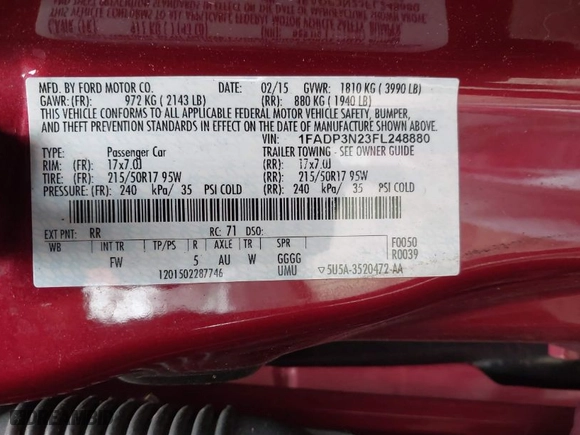 MFD. BY FORD MOTOR CO. DATE: 02/15 GVWR: 1810 KG ( 3990 LB)
GAWR: (FR): 972 KG ( 2143 LB) (RR): 880 KG ( 1940 LB)
THIS VEHICLE CONFORMS TO ALL APPLICABLE FEDERAL MOTOR VEHICLE SAFETY, BUMPER,
AND THEFT PREVENTION STANDARDS IN EFFECT ON THE DATE OF MANUFACTURE SHOWN ABOVE.
VIN: 1FADP3N23FL248880
TYPE: Passenger Car TRAILER TOWING - SEE OWNER GUIDE
RIM: (FR): 17x7.0J (RR): 17x7.0J
TIRE: (FR): 215/50R17 95W (RR): 215/50R17 95W
PRESSURE: (FR): 240 kPa/ 35 PSI COLD (RR): 240 kPa/ 35 PSI COLD
EXT PNT: RR RC: 71 DSO:
WB INT TR TP/PS R AXLE TR SPR F0050
FW 5 AU W GGGG R0039
1201502287746 UMU ▽5U5A-3520472-AA